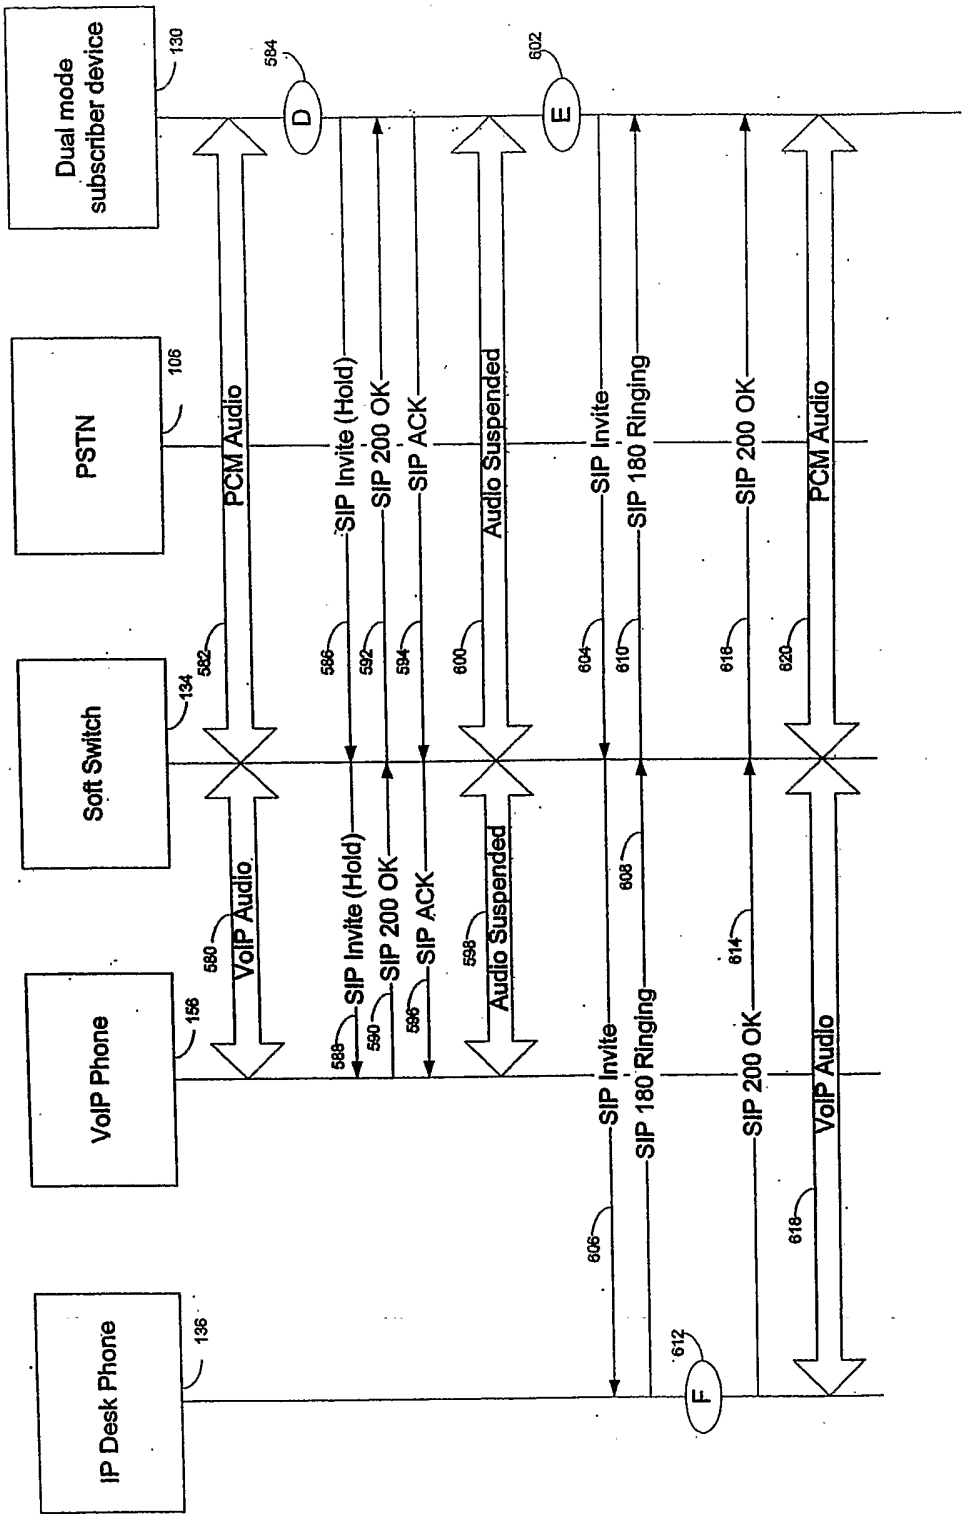 IP Desk Phone
136
VoIP Phone
156
Soft Switch
134
PSTN
106
Dual mode
subscriber device
130
580
VoIP Audio
582
PCM Audio
D
584
586
SIP Invite (Hold)
588
SIP Invite (Hold)
590
SIP 200 OK
592
SIP 200 OK
594
SIP ACK
596
SIP ACK
598
Audio Suspended
600
Audio Suspended
E
602
604
SIP Invite
606
SIP Invite
608
SIP 180 Ringing
610
SIP 180 Ringing
F
612
614
SIP 200 OK
616
SIP 200 OK
618
VoIP Audio
620
PCM Audio